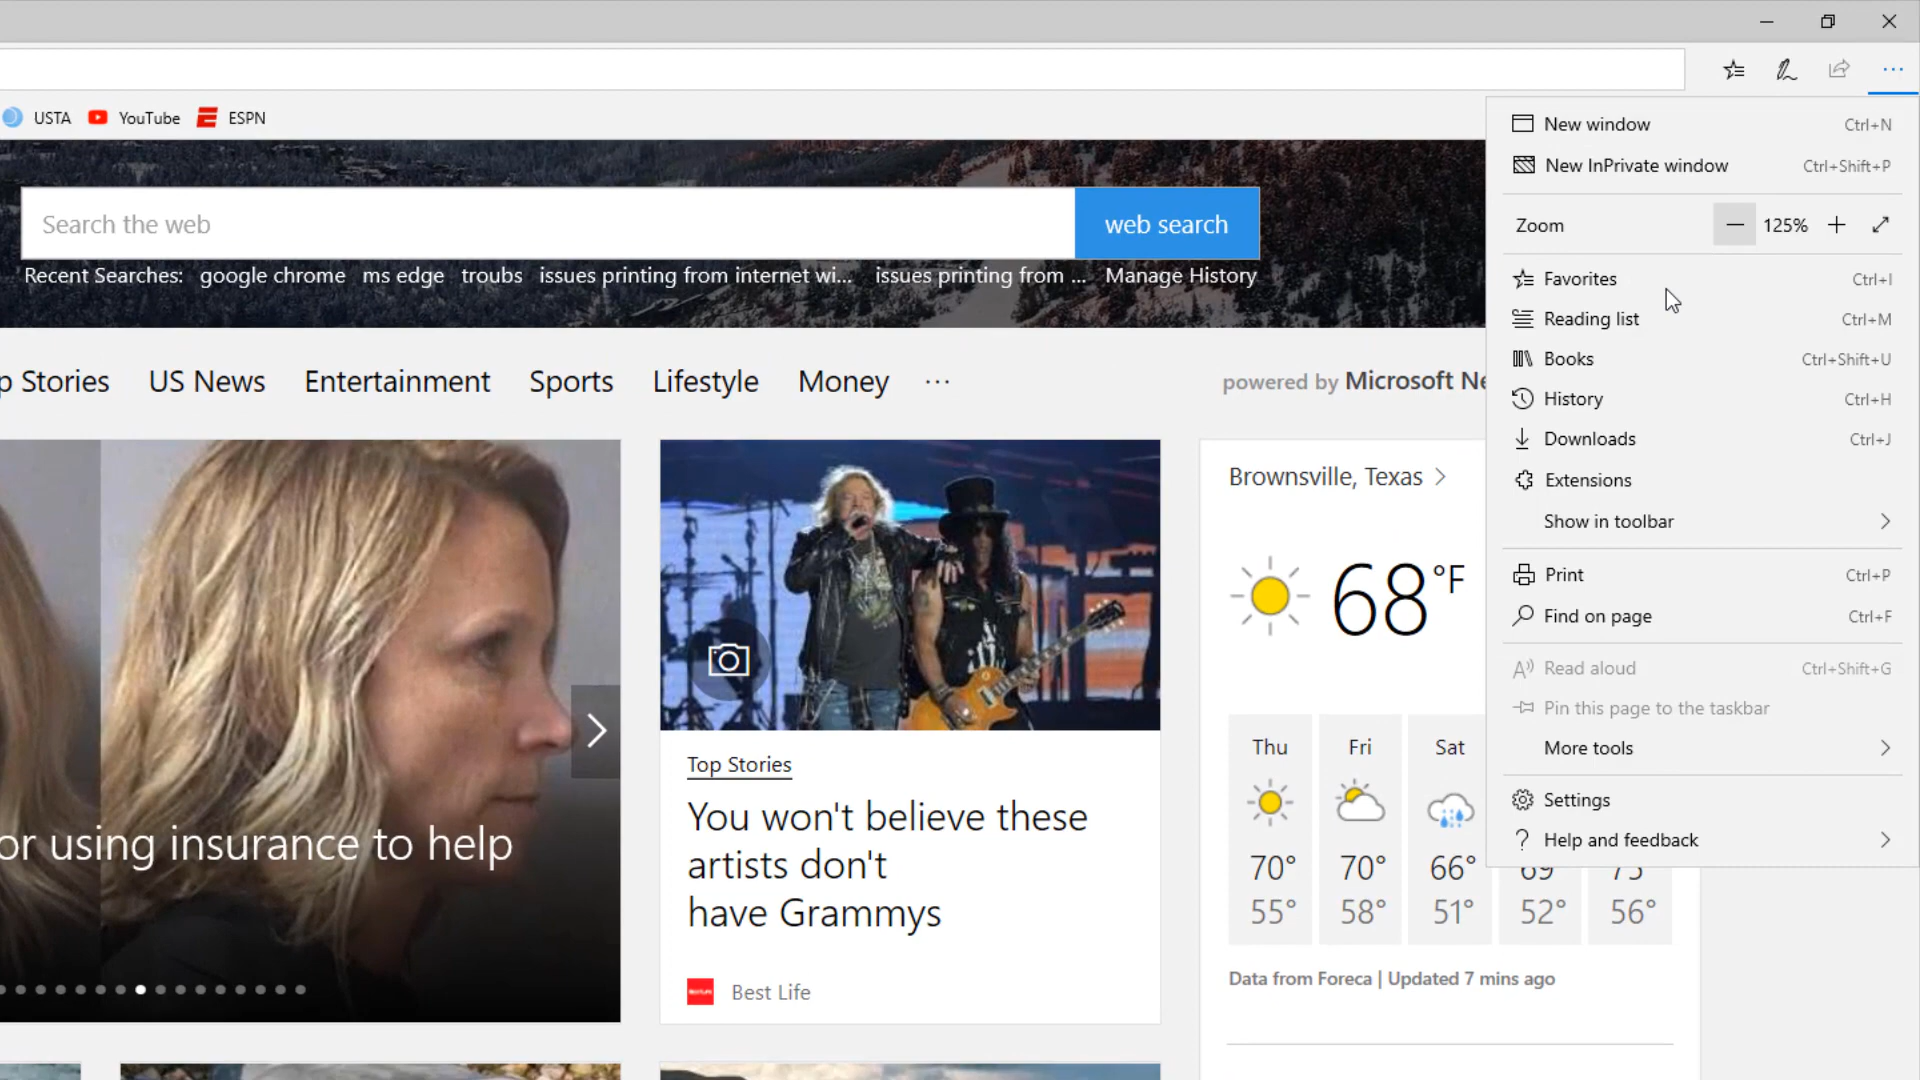 USTA YouTube ESPN
Search the web
web search
Recent Searches: google chrome ms edge troubs issues printing from internet wi... issues printing from ... Manage History
p Stories US News Entertainment Sports Lifestyle Money ...
powered by Microsoft Ne
or using insurance to help
Top Stories
You won't believe these
artists don't
have Grammys
Best Life
Brownsville, Texas
68°F
Thu Fri Sat
70° 70° 66° 69° 75°
55° 58° 51° 52° 56°
Data from Foreca | Updated 7 mins ago
New window Ctrl+N
New InPrivate window Ctrl+Shift+P
Zoom — 125% +
Favorites Ctrl+I
Reading list Ctrl+M
Books Ctrl+Shift+U
History Ctrl+H
Downloads Ctrl+J
Extensions
Show in toolbar
Print Ctrl+P
Find on page Ctrl+F
Read aloud Ctrl+Shift+G
Pin this page to the taskbar
More tools
Settings
Help and feedback